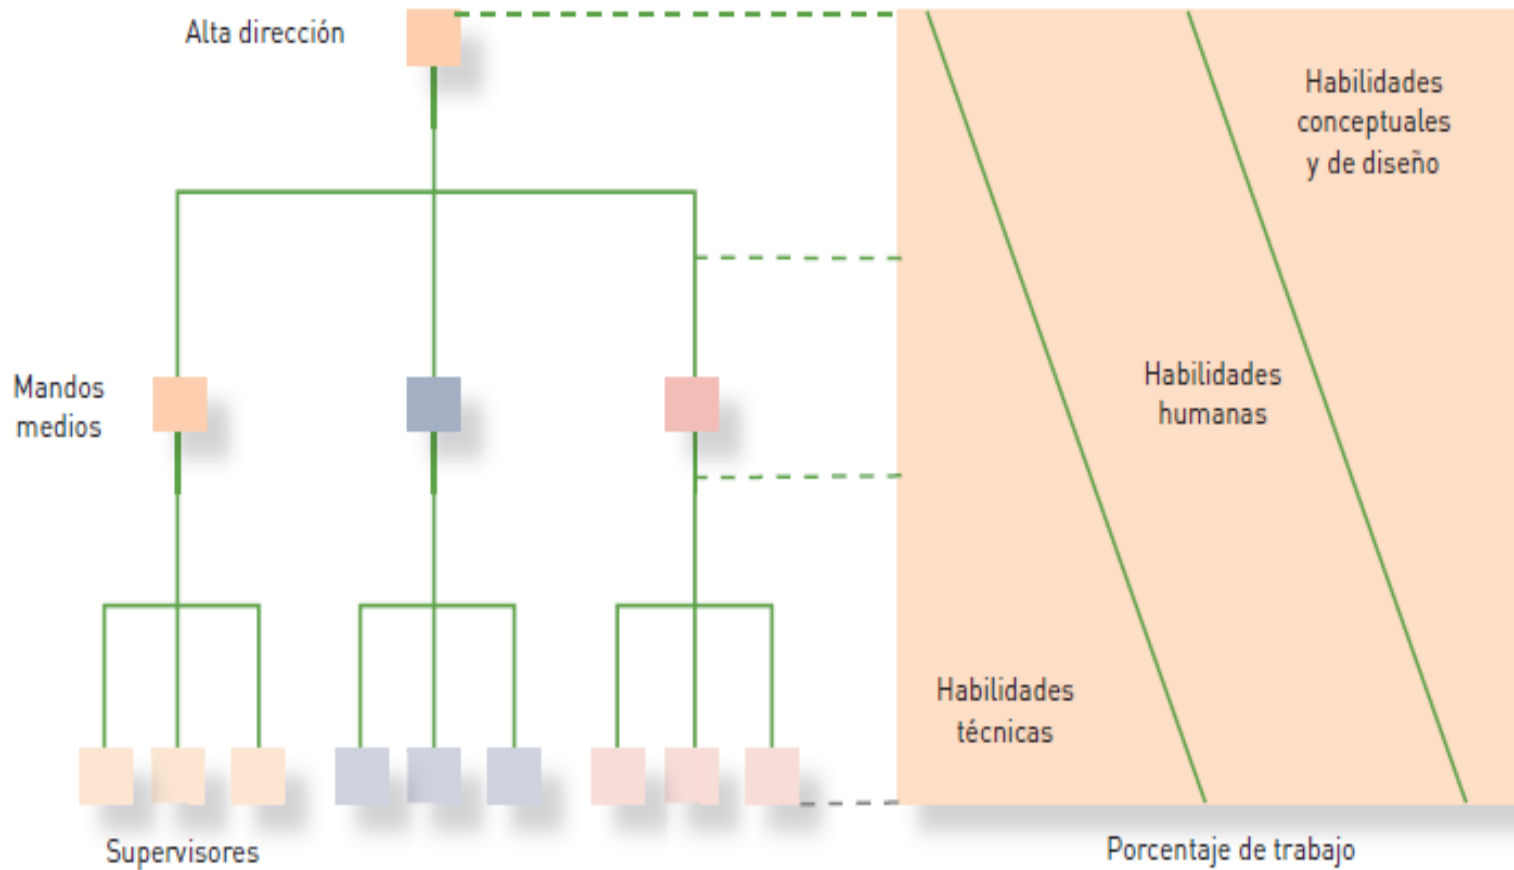 Alta dirección
Habilidades
conceptuales
y de diseño
Mandos
medios
Habilidades
humanas
Habilidades
técnicas
Supervisores
Porcentaje de trabajo